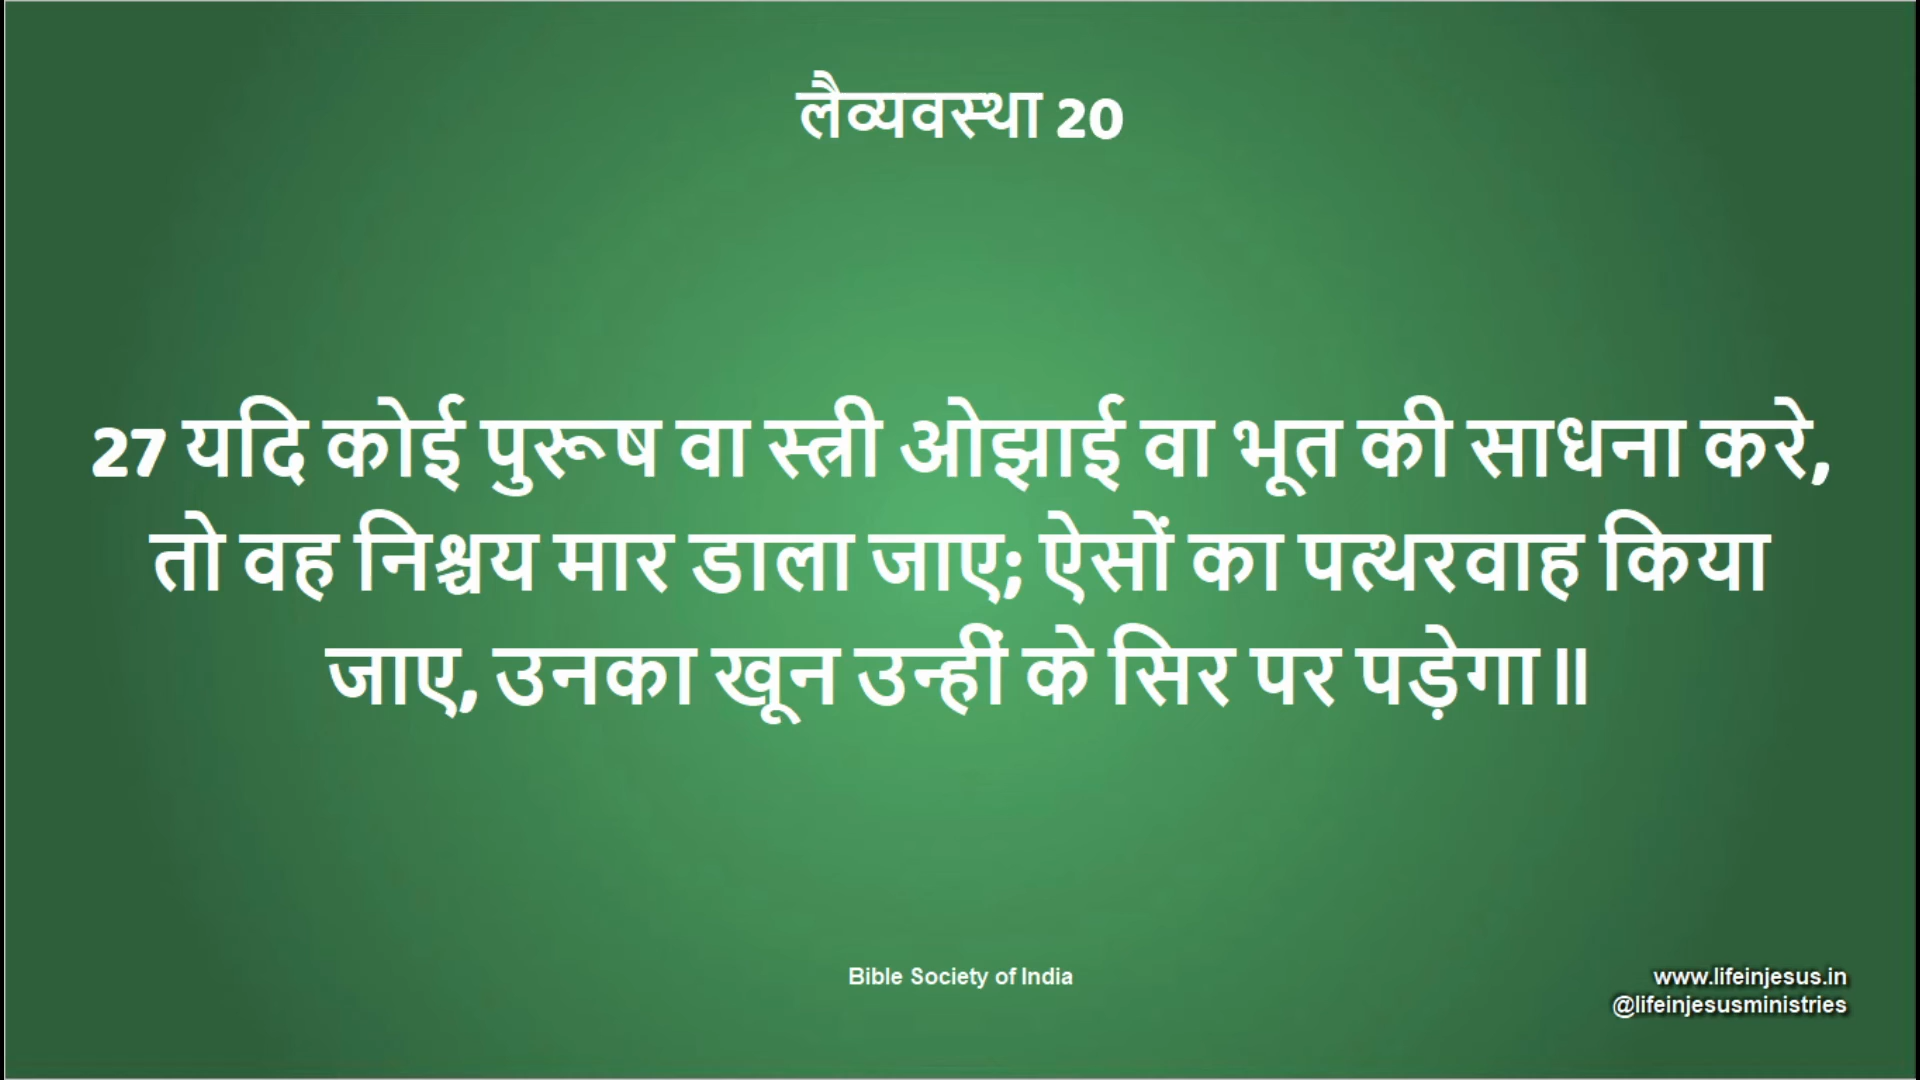 लैव्यवस्था 20
27 यदि कोई पुरूष वा स्त्री ओझाई वा भूत की साधना करे,
तो वह निश्चय मार डाला जाए; ऐसों का पत्थरवाह किया
जाए, उनका खून उन्हीं के सिर पर पड़ेगा॥
Bible Society of India
www.lifeinjesus.in
@lifeinjesusministries